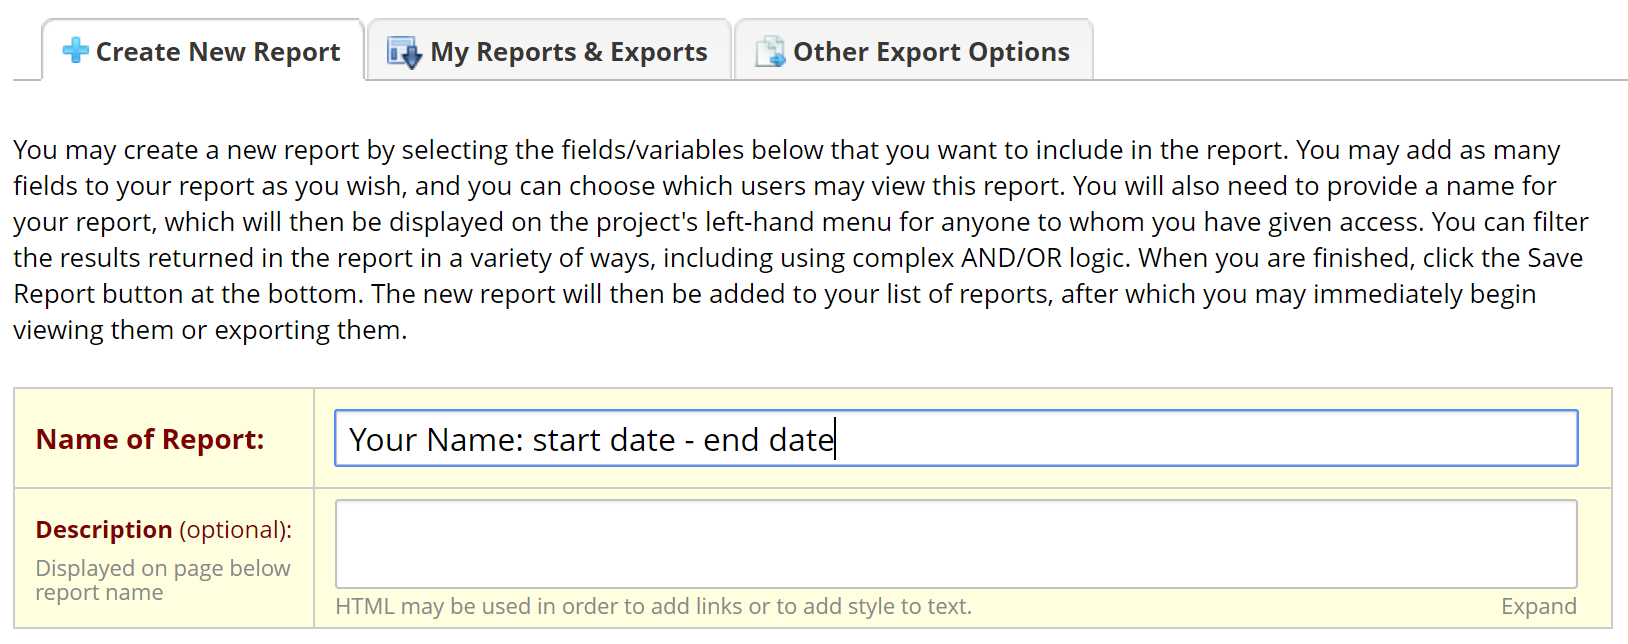 Create New Report
My Reports & Exports
Other Export Options
You may create a new report by selecting the fields/variables below that you want to include in the report. You may add as many
fields to your report as you wish, and you can choose which users may view this report. You will also need to provide a name for
your report, which will then be displayed on the project's left-hand menu for anyone to whom you have given access. You can filter
the results returned in the report in a variety of ways, including using complex AND/OR logic. When you are finished, click the Save
Report button at the bottom. The new report will then be added to your list of reports, after which you may immediately begin
viewing them or exporting them.
Name of Report:
Your Name: start date - end date
Description (optional):
Displayed on page below
report name
HTML may be used in order to add links or to add style to text.
Expand